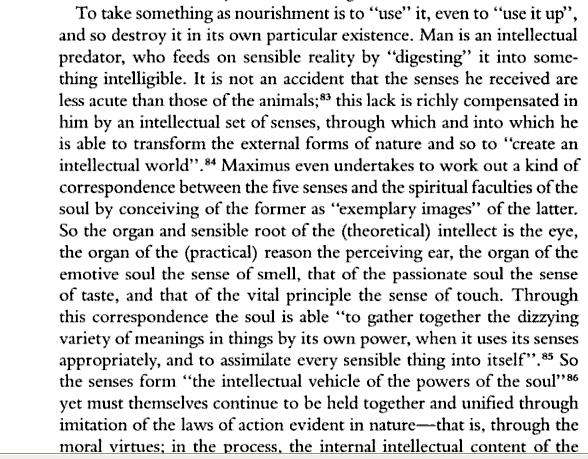 To take something as nourishment is to “use” it, even to “use it up”,
and so destroy it in its own particular existence. Man is an intellectual
predator, who feeds on sensible reality by “digesting” it into some-
thing intelligible. It is not an accident that the senses he received are
less acute than those of the animals;⁸³ this lack is richly compensated in
him by an intellectual set of senses, through which and into which he
is able to transform the external forms of nature and so to “create an
intellectual world”.⁸⁴ Maximus even undertakes to work out a kind of
correspondence between the five senses and the spiritual faculties of the
soul by conceiving of the former as “exemplary images” of the latter.
So the organ and sensible root of the (theoretical) intellect is the eye,
the organ of the (practical) reason the perceiving ear, the organ of the
emotive soul the sense of smell, that of the passionate soul the sense
of taste, and that of the vital principle the sense of touch. Through
this correspondence the soul is able “to gather together the dizzying
variety of meanings in things by its own power, when it uses its senses
appropriately, and to assimilate every sensible thing into itself”.⁸⁵ So
the senses form “the intellectual vehicle of the powers of the soul”⁸⁶
yet must themselves continue to be held together and unified through
imitation of the laws of action evident in nature—that is, through the
moral virtues; in the process, the internal intellectual content of the